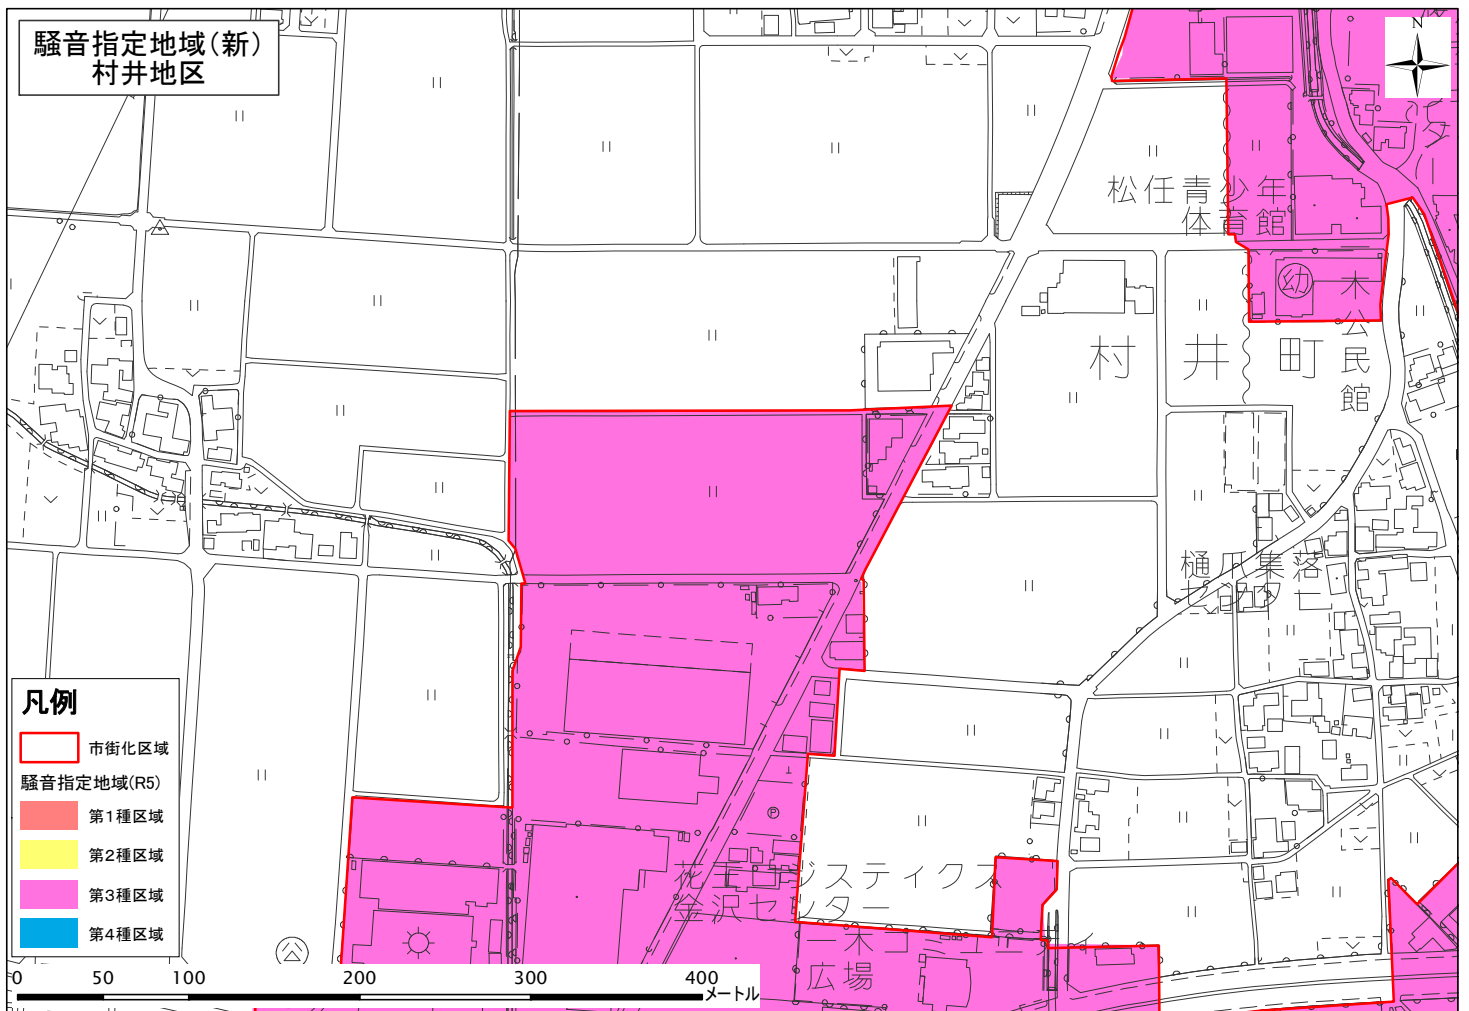 騒音指定地域(新)
村井地区
N
松任青少年
体育館
幼
一木公民館
村井町
樋爪集落
センター
花王ロジスティクス
金沢センター
一木コミュニティ
広場
P
凡例
市街化区域
騒音指定地域(R5)
第1種区域
第2種区域
第3種区域
第4種区域
0 50 100 200 300 400
メートル